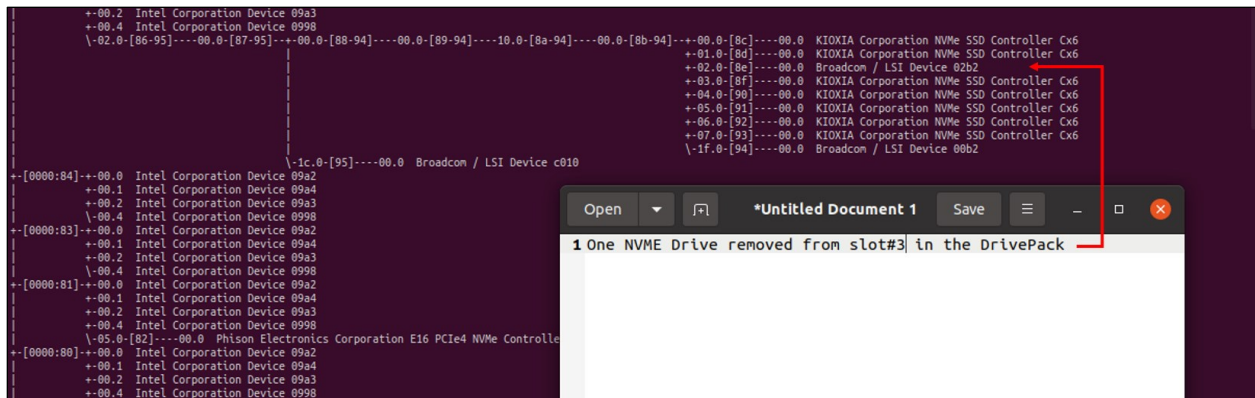 |         +-00.2  Intel Corporation Device 09a3
|         +-00.4  Intel Corporation Device 0998
|         \-02.0-[86-95]----00.0-[87-95]--+-00.0-[88-94]----00.0-[89-94]----10.0-[8a-94]----00.0-[8b-94]--+-00.0-[8c]----00.0  KIOXIA Corporation NVMe SSD Controller Cx6
|                                         |                                                               +-01.0-[8d]----00.0  KIOXIA Corporation NVMe SSD Controller Cx6
|                                         |                                                               +-02.0-[8e]----00.0  Broadcom / LSI Device 02b2
|                                         |                                                               +-03.0-[8f]----00.0  KIOXIA Corporation NVMe SSD Controller Cx6
|                                         |                                                               +-04.0-[90]----00.0  KIOXIA Corporation NVMe SSD Controller Cx6
|                                         |                                                               +-05.0-[91]----00.0  KIOXIA Corporation NVMe SSD Controller Cx6
|                                         |                                                               +-06.0-[92]----00.0  KIOXIA Corporation NVMe SSD Controller Cx6
|                                         |                                                               +-07.0-[93]----00.0  KIOXIA Corporation NVMe SSD Controller Cx6
|                                         |                                                               \-1f.0-[94]----00.0  Broadcom / LSI Device 00b2
|                                         \-1c.0-[95]----00.0  Broadcom / LSI Device c010
+-[0000:84]-+-00.0  Intel Corporation Device 09a2
|           +-00.1  Intel Corporation Device 09a4
|           +-00.2  Intel Corporation Device 09a3
|           \-00.4  Intel Corporation Device 0998
+-[0000:83]-+-00.0  Intel Corporation Device 09a2
|           +-00.1  Intel Corporation Device 09a4
|           +-00.2  Intel Corporation Device 09a3
|           \-00.4  Intel Corporation Device 0998
+-[0000:81]-+-00.0  Intel Corporation Device 09a2
|           +-00.1  Intel Corporation Device 09a4
|           +-00.2  Intel Corporation Device 09a3
|           +-00.4  Intel Corporation Device 0998
|           \-05.0-[82]----00.0  Phison Electronics Corporation E16 PCIe4 NVMe Controlle
+-[0000:80]-+-00.0  Intel Corporation Device 09a2
|           +-00.1  Intel Corporation Device 09a4
|           +-00.2  Intel Corporation Device 09a3
|           +-00.4  Intel Corporation Device 0998
Open *Untitled Document 1 Save
1 One NVME Drive removed from slot#3 in the DrivePack